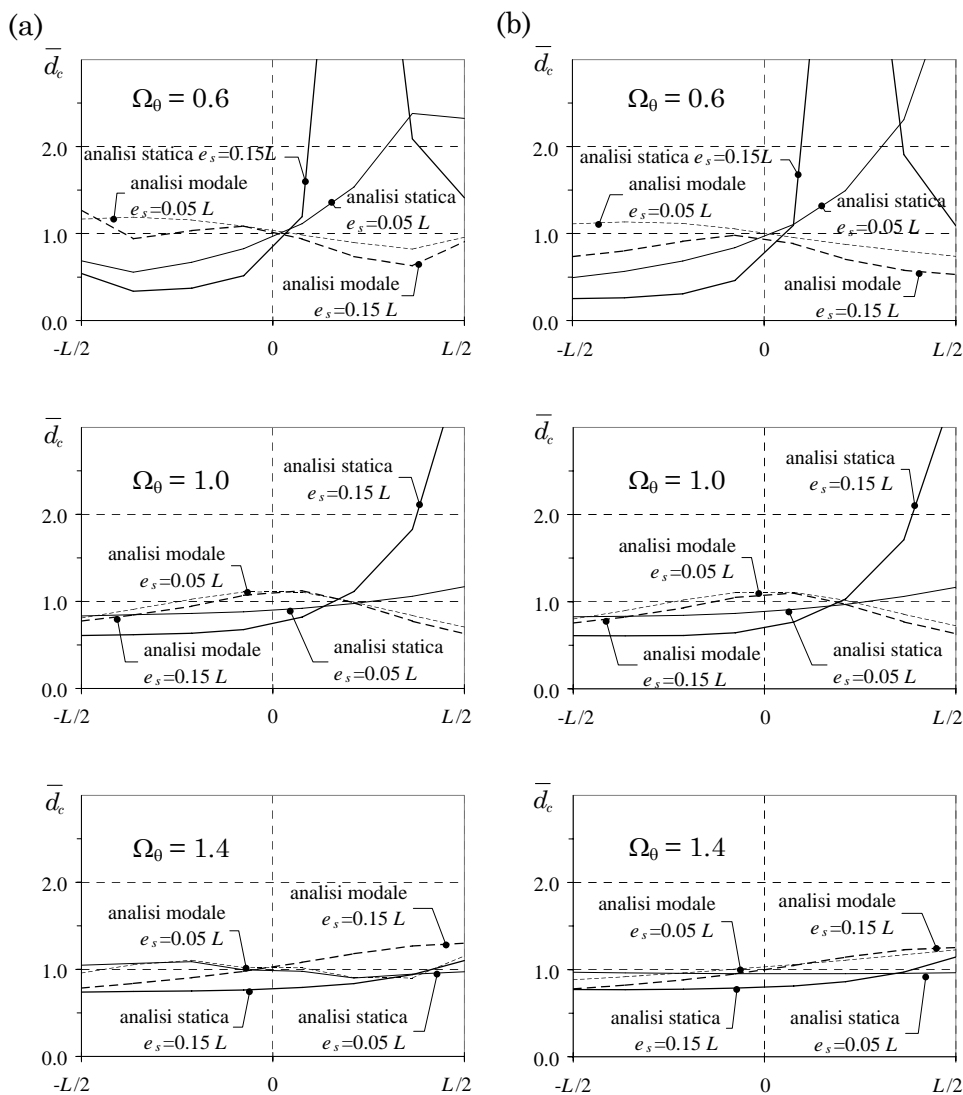 (a)
d̅c
Ωθ = 0.6
2.0
analisi statica es=0.15L
analisi modale
es=0.05 L
analisi statica
es=0.05 L
1.0
analisi modale
es=0.15 L
0.0
-L/2 0 L/2
(b)
d̅c
Ωθ = 0.6
2.0
analisi statica es=0.15L
analisi modale
es=0.05 L
analisi statica
es=0.05 L
1.0
analisi modale
es=0.15 L
0.0
-L/2 0 L/2
d̅c
analisi statica
es=0.15 L
Ωθ = 1.0
2.0
analisi modale
es=0.05 L
1.0
analisi modale
es=0.15 L
analisi statica
es=0.05 L
0.0
-L/2 0 L/2
d̅c
analisi statica
es=0.15 L
Ωθ = 1.0
2.0
analisi modale
es=0.05 L
1.0
analisi modale
es=0.15 L
analisi statica
es=0.05 L
0.0
-L/2 0 L/2
d̅c
Ωθ = 1.4
2.0
analisi modale
es=0.15 L
analisi modale
es=0.05 L
1.0
analisi statica
es=0.15 L
analisi statica
es=0.05 L
0.0
-L/2 0 L/2
d̅c
Ωθ = 1.4
2.0
analisi modale
es=0.05 L
analisi modale
es=0.15 L
1.0
analisi statica
es=0.15 L
analisi statica
es=0.05 L
0.0
-L/2 0 L/2